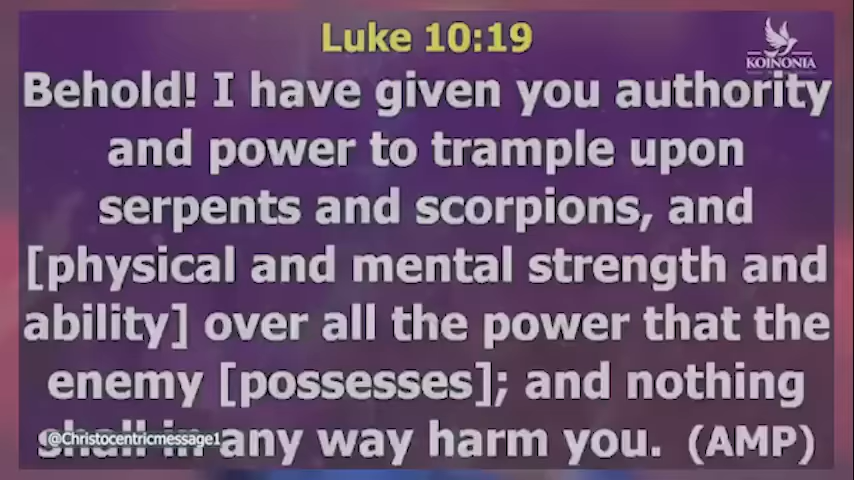 Luke 10:19
KOINONIA
Behold! I have given you authority
and power to trample upon
serpents and scorpions, and
[physical and mental strength and
ability] over all the power that the
enemy [possesses]; and nothing
shall in any way harm you. (AMP)
@Christocentricmessage1